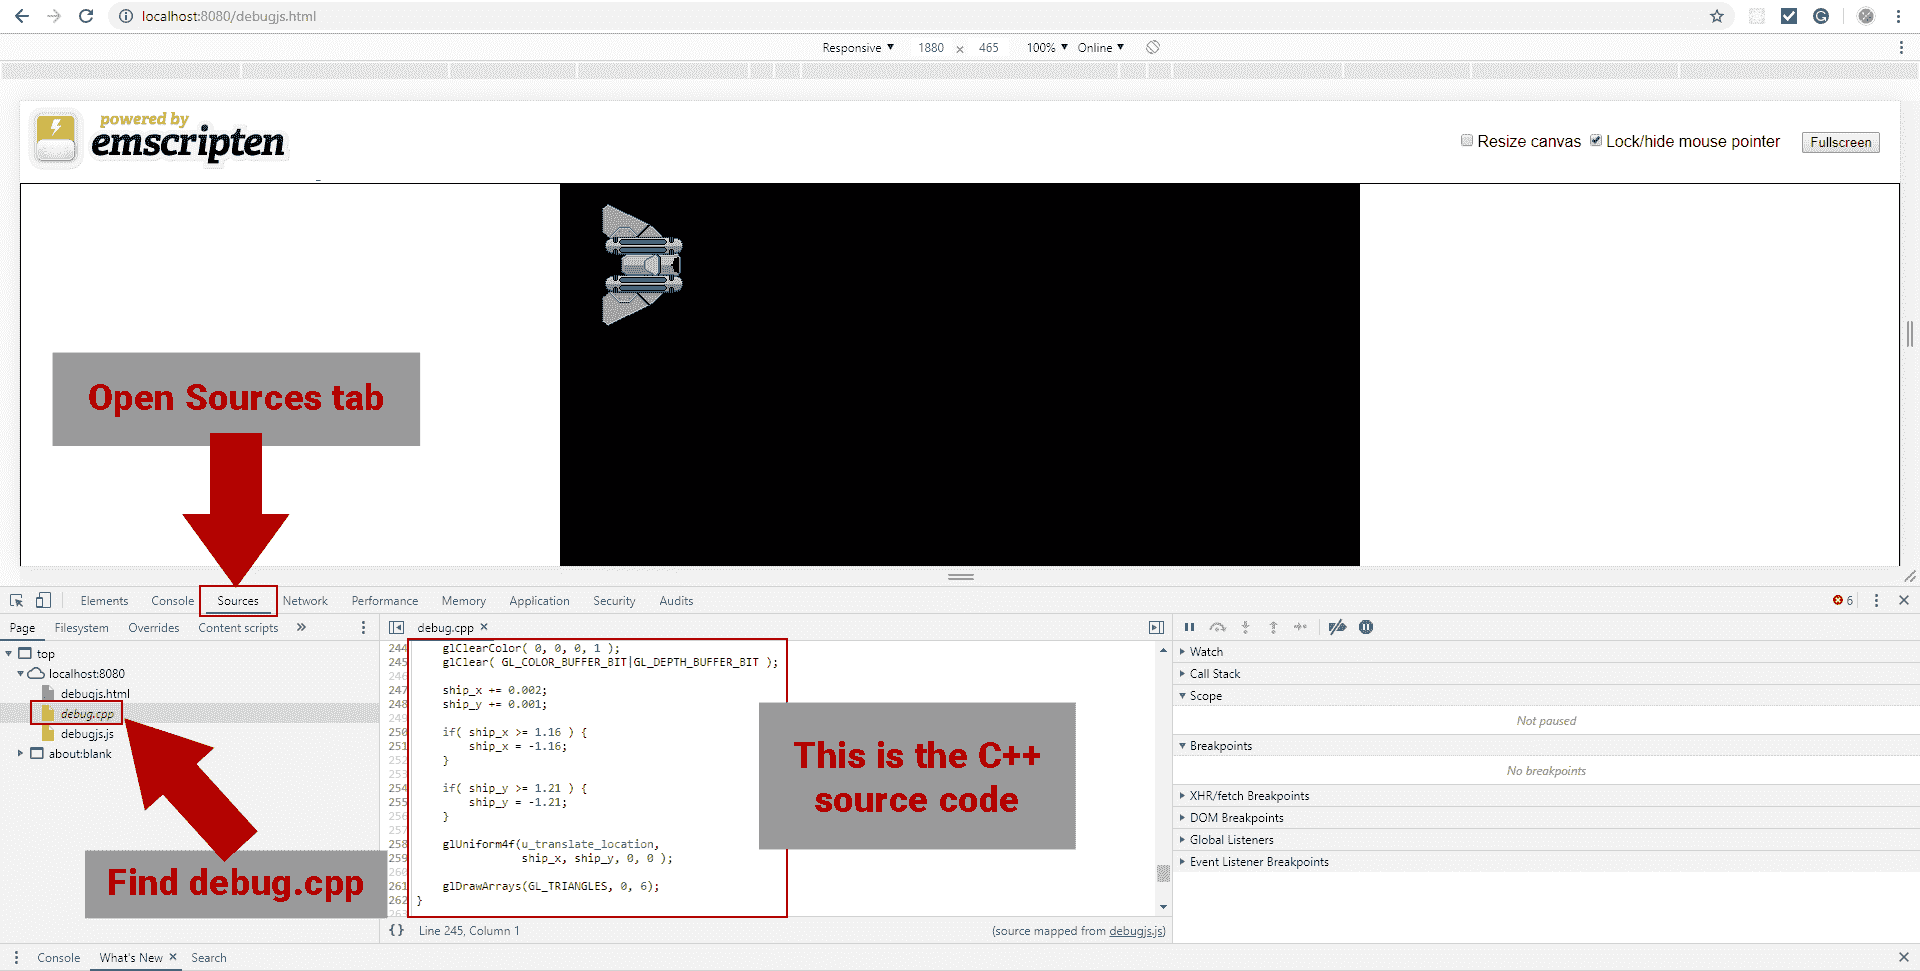 localhost:8080/debugjs.html
Responsive ▼ 1880 × 465 100% ▼ Online ▼
powered by
emscripten
Resize canvas Lock/hide mouse pointer Fullscreen
Open Sources tab
Elements Console Sources Network Performance Memory Application Security Audits 6
Page Filesystem Overrides Content scripts »
debug.cpp ×
top
localhost:8080
debugjs.html
debug.cpp
debugjs.js
about:blank
Find debug.cpp
244 glClearColor( 0, 0, 0, 1 );
245 glClear( GL_COLOR_BUFFER_BIT|GL_DEPTH_BUFFER_BIT );
246
247 ship_x += 0.002;
248 ship_y += 0.001;
249
250 if( ship_x >= 1.16 ) {
251 ship_x = -1.16;
252 }
253
254 if( ship_y >= 1.21 ) {
255 ship_y = -1.21;
256 }
257
258 glUniform4f(u_translate_location,
259 ship_x, ship_y, 0, 0 );
260
261 glDrawArrays(GL_TRIANGLES, 0, 6);
262 }
263
This is the C++
source code
{} Line 245, Column 1 (source mapped from debugjs.js)
Watch
Call Stack
Scope
Not paused
Breakpoints
No breakpoints
XHR/fetch Breakpoints
DOM Breakpoints
Global Listeners
Event Listener Breakpoints
Console What's New × Search